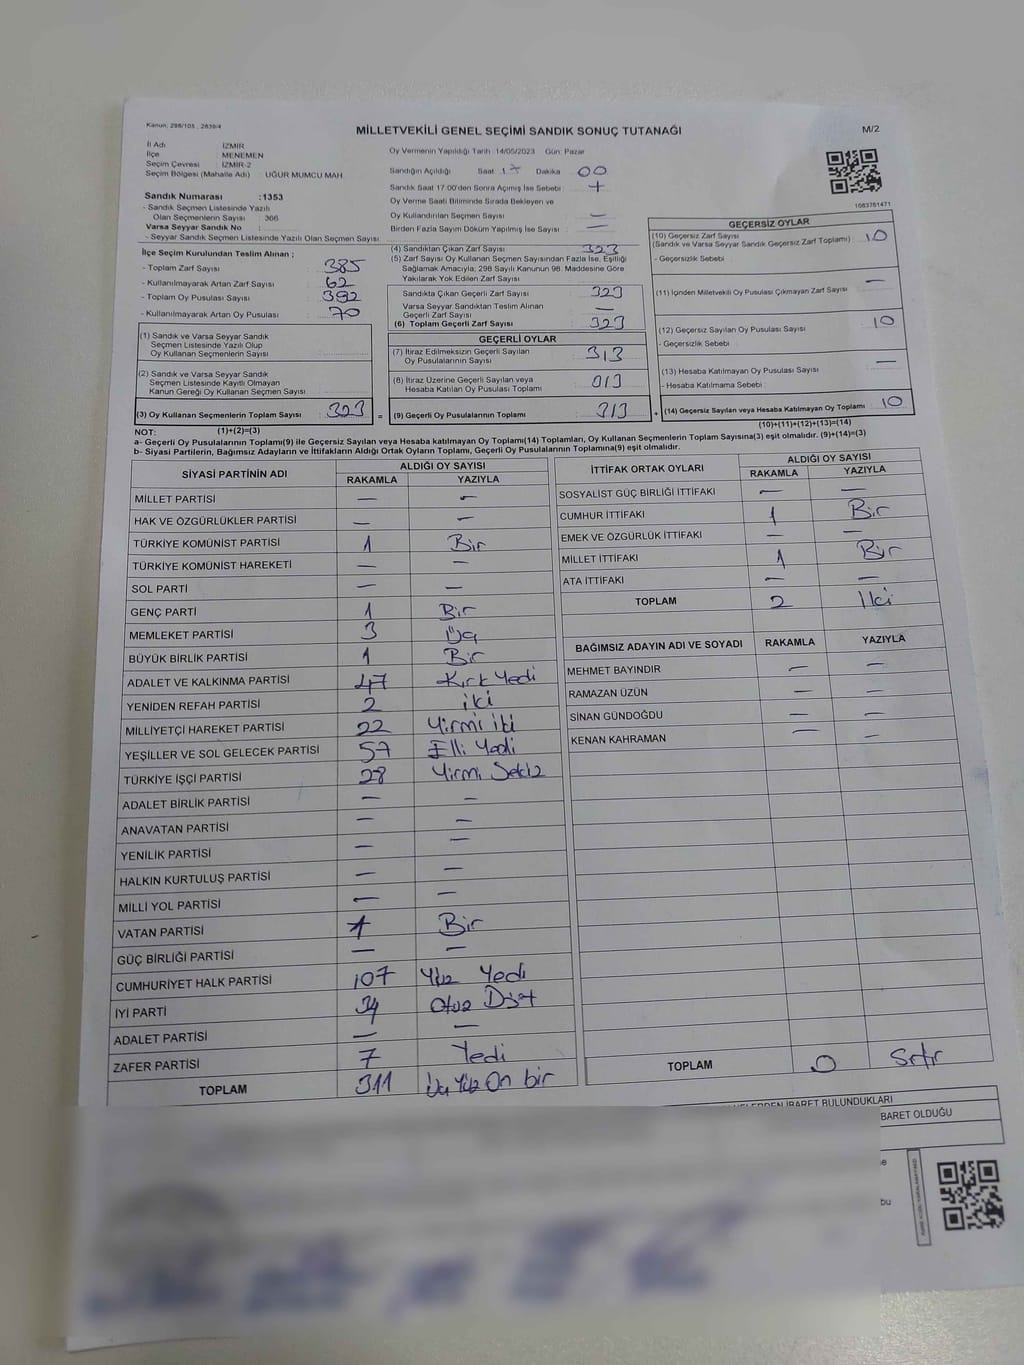 Kanun: 298/105 , 2839/4
MİLLETVEKİLİ GENEL SEÇİMİ SANDIK SONUÇ TUTANAĞI
M/2
İl Adı : İZMİR
İlçe : MENEMEN
Seçim Çevresi : İZMİR-2
Seçim Bölgesi (Mahalle Adı) : UĞUR MUMCU MAH.
Sandık Numarası : 1353
- Sandık Seçmen Listesinde Yazılı
Olan Seçmenlerin Sayısı : 366
Varsa Seyyar Sandık No :
- Seyyar Sandık Seçmen Listesinde Yazılı Olan Seçmen Sayısı :
Oy Vermenin Yapıldığı Tarih : 14/05/2023 Gün: Pazar
Sandığın Açıldığı Saat 17 Dakika 00
Sandık Saat 17:00'den Sonra Açılmış İse Sebebi :
Oy Verme Saati Bitiminde Sırada Bekleyen ve
Oy Kullandırılan Seçmen Sayısı : —
Birden Fazla Sayım Döküm Yapılmış İse Sayısı : —
1083761471
İlçe Seçim Kurulundan Teslim Alınan ;
- Toplam Zarf Sayısı : 385
- Kullanılmayarak Artan Zarf Sayısı : 62
- Toplam Oy Pusulası Sayısı : 392
- Kullanılmayarak Artan Oy Pusulası : 70
(1) Sandık ve Varsa Seyyar Sandık
Seçmen Listesinde Yazılı Olup
Oy Kullanan Seçmenlerin Sayısı :
(2) Sandık ve Varsa Seyyar Sandık
Seçmen Listesinde Kayıtlı Olmayan
Kanun Gereği Oy Kullanan Seçmen Sayısı :
(3) Oy Kullanan Seçmenlerin Toplam Sayısı : 323 =
(4) Sandıktan Çıkan Zarf Sayısı : 323
(5) Zarf Sayısı Oy Kullanan Seçmen Sayısından Fazla İse, Eşitliği
Sağlamak Amacıyla; 298 Sayılı Kanunun 98. Maddesine Göre
Yakılarak Yok Edilen Zarf Sayısı :
Sandıkta Çıkan Geçerli Zarf Sayısı : 323
Varsa Seyyar Sandıktan Teslim Alınan
Geçerli Zarf Sayısı : —
(6) Toplam Geçerli Zarf Sayısı : 323
GEÇERLİ OYLAR
(7) İtiraz Edilmeksizin Geçerli Sayılan
Oy Pusulalarının Sayısı : 313
(8) İtiraz Üzerine Geçerli Sayılan veya
Hesaba Katılan Oy Pusulası Toplamı :
(9) Geçerli Oy Pusulalarının Toplamı : 313 +
GEÇERSİZ OYLAR
(10) Geçersiz Zarf Sayısı
(Sandık ve Varsa Seyyar Sandık Geçersiz Zarf Toplamı) : 10
- Geçersizlik Sebebi :
(11) İçinden Milletvekili Oy Pusulası Çıkmayan Zarf Sayısı : —
(12) Geçersiz Sayılan Oy Pusulası Sayısı : 10
- Geçersizlik Sebebi :
(13) Hesaba Katılmayan Oy Pusulası Sayısı : —
- Hesaba Katılmama Sebebi :
(14) Geçersiz Sayılan veya Hesaba Katılmayan Oy Toplamı : 10
NOT: (1)+(2)=(3) (10)+(11)+(12)+(13)=(14)
a- Geçerli Oy Pusulalarının Toplamı(9) ile Geçersiz Sayılan veya Hesaba katılmayan Oy Toplamı(14) Toplamları, Oy Kullanan Seçmenlerin Toplam Sayısına(3) eşit olmalıdır. (9)+(14)=(3)
b- Siyasi Partilerin, Bağımsız Adayların ve İttifakların Aldığı Ortak Oyların Toplamı, Geçerli Oy Pusulalarının Toplamına(9) eşit olmalıdır.
SİYASİ PARTİNİN ADI ALDIĞI OY SAYISI
RAKAMLA YAZIYLA
MİLLET PARTİSİ — —
HAK VE ÖZGÜRLÜKLER PARTİSİ — —
TÜRKİYE KOMÜNİST PARTİSİ 1 Bir
TÜRKİYE KOMÜNİST HAREKETİ — —
SOL PARTİ — —
GENÇ PARTİ 1 Bir
MEMLEKET PARTİSİ 3 Üç
BÜYÜK BİRLİK PARTİSİ 1 Bir
ADALET VE KALKINMA PARTİSİ 47 Kırk Yedi
YENİDEN REFAH PARTİSİ 2 iki
MİLLİYETÇİ HAREKET PARTİSİ 22 Yirmi iki
YEŞİLLER VE SOL GELECEK PARTİSİ 57 Elli Yedi
TÜRKİYE İŞÇİ PARTİSİ 28 Yirmi Sekiz
ADALET BİRLİK PARTİSİ — —
ANAVATAN PARTİSİ — —
YENİLİK PARTİSİ — —
HALKIN KURTULUŞ PARTİSİ — —
MİLLİ YOL PARTİSİ — —
VATAN PARTİSİ 1 Bir
GÜÇ BİRLİĞİ PARTİSİ — —
CUMHURİYET HALK PARTİSİ 107 Yüz Yedi
İYİ PARTİ 34 Otuz Dört
ADALET PARTİSİ — —
ZAFER PARTİSİ 7 Yedi
TOPLAM 311 Üç Yüz On bir
İTTİFAK ORTAK OYLARI ALDIĞI OY SAYISI
RAKAMLA YAZIYLA
SOSYALİST GÜÇ BİRLİĞİ İTTİFAKI — —
CUMHUR İTTİFAKI 1 Bir
EMEK VE ÖZGÜRLÜK İTTİFAKI — —
MİLLET İTTİFAKI 1 Bir
ATA İTTİFAKI — —
TOPLAM 2 İki
BAĞIMSIZ ADAYIN ADI VE SOYADI RAKAMLA YAZIYLA
MEHMET BAYINDIR — —
RAMAZAN ÜZÜN — —
SİNAN GÜNDOĞDU — —
KENAN KAHRAMAN — —
TOPLAM 0 Sıfır
İBARET BULUNDUKLARI
BARET OLDUĞU